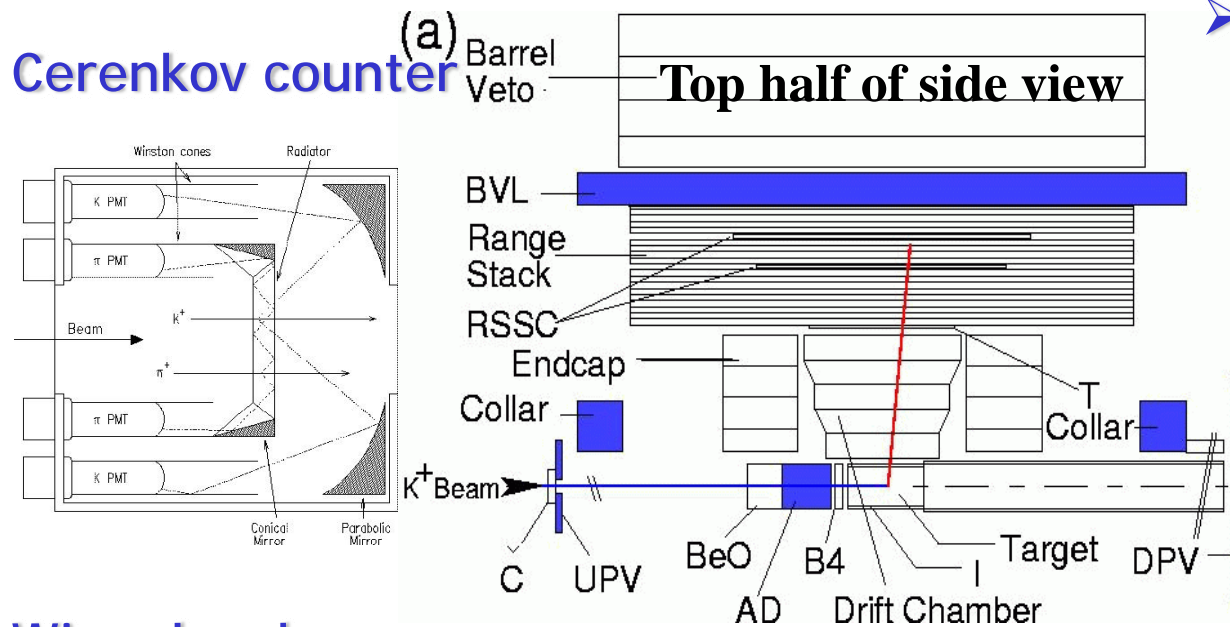 Cerenkov counter
Winston cones
Radiator
K PMT
π PMT
K+
Beam
π+
π PMT
K PMT
Conical
Mirror
Parabolic
Mirror
(a)
Barrel
Veto
Top half of side view
BVL
Range
Stack
RSSC
Endcap
T
Collar
Collar
K+ Beam
C
UPV
BeO
AD
B4
Drift Chamber
I
Target
DPV